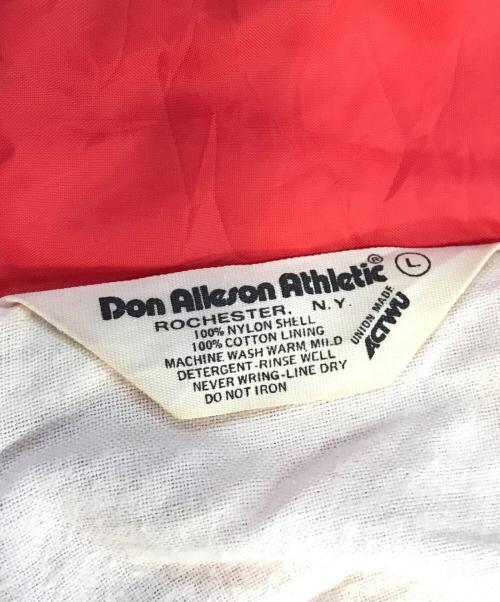 Don Alleson Athletic®
L
ROCHESTER, N.Y.
100% NYLON SHELL
100% COTTON LINING
MACHINE WASH WARM, MILD
DETERGENT-RINSE WELL
NEVER WRING-LINE DRY
DO NOT IRON
UNION MADE
ACTWU